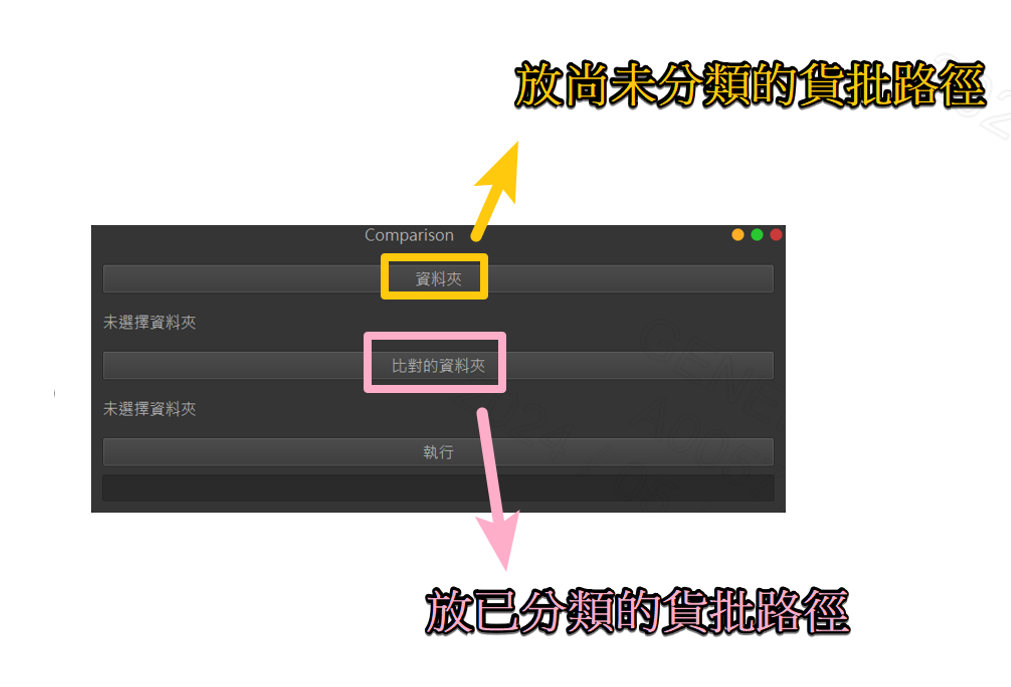 放尚未分類的貨批路徑
Comparison
資料夾
未選擇資料夾
比對的資料夾
未選擇資料夾
執行
放已分類的貨批路徑